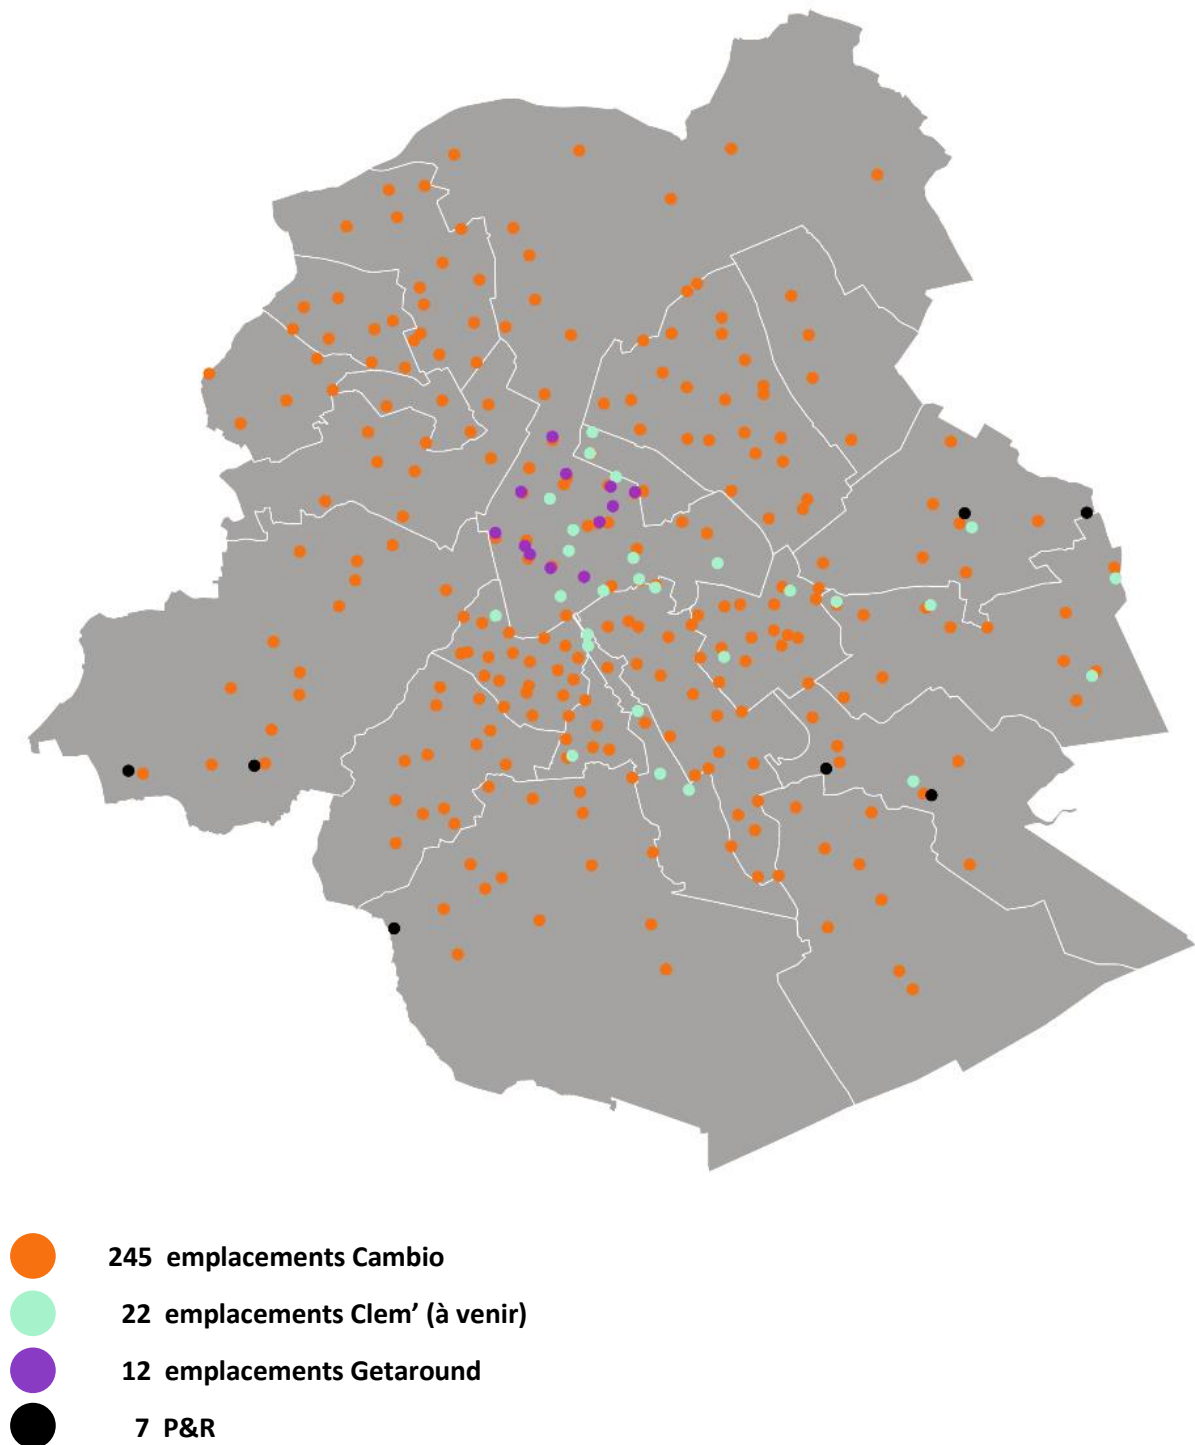 245 emplacements Cambio
22 emplacements Clem’ (à venir)
12 emplacements Getaround
7 P&R